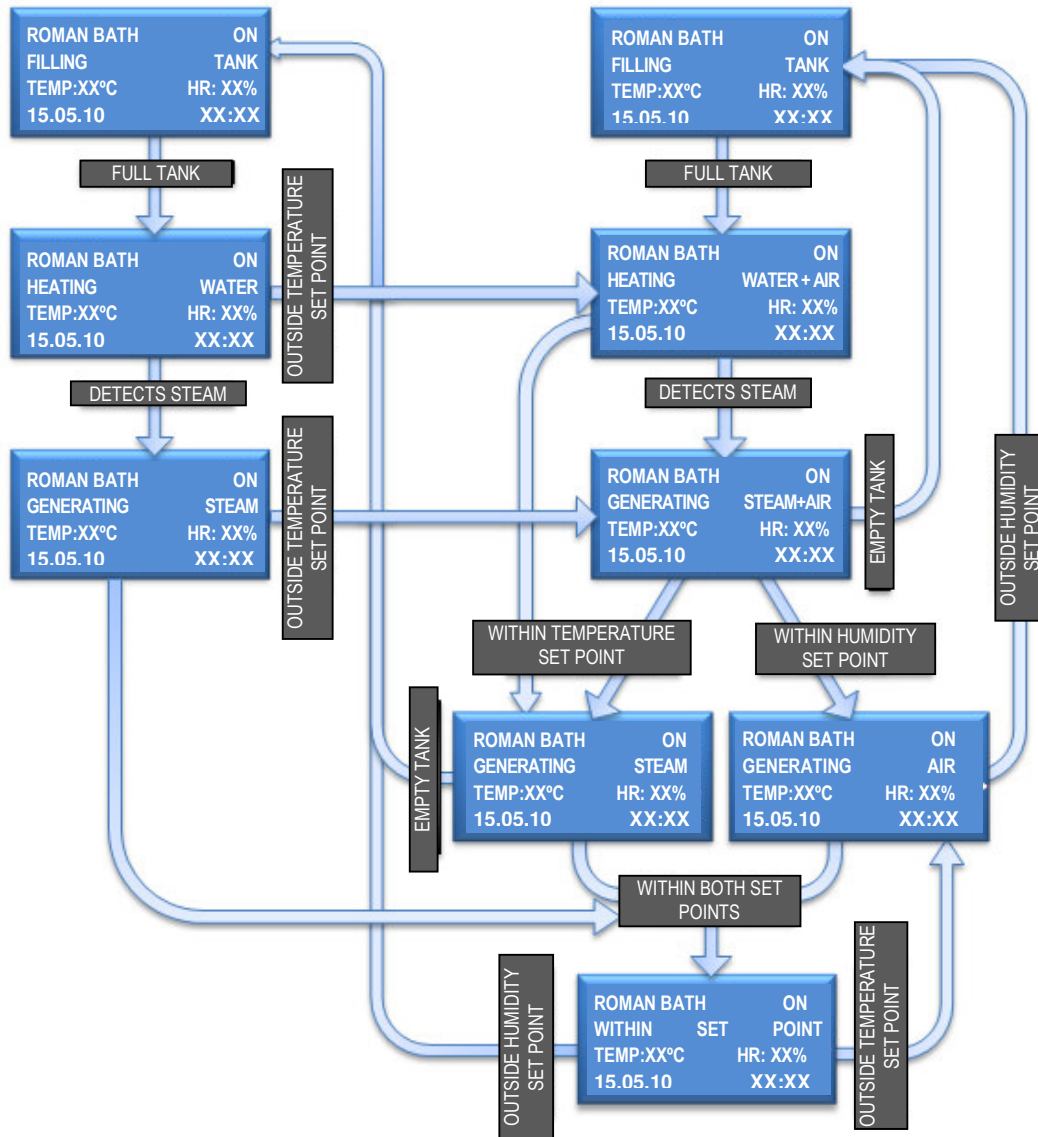 ROMAN BATH ON
FILLING TANK
TEMP:XXºC HR: XX%
15.05.10 XX:XX
ROMAN BATH ON
FILLING TANK
TEMP:XXºC HR: XX%
15.05.10 XX:XX
FULL TANK
OUTSIDE TEMPERATURE
SET POINT
FULL TANK
ROMAN BATH ON
HEATING WATER
TEMP:XXºC HR: XX%
15.05.10 XX:XX
ROMAN BATH ON
HEATING WATER + AIR
TEMP:XXºC HR: XX%
15.05.10 XX:XX
DETECTS STEAM
OUTSIDE TEMPERATURE
SET POINT
DETECTS STEAM
ROMAN BATH ON
GENERATING STEAM
TEMP:XXºC HR: XX%
15.05.10 XX:XX
ROMAN BATH ON
GENERATING STEAM+AIR
TEMP:XXºC HR: XX%
15.05.10 XX:XX
EMPTY TANK
OUTSIDE HUMIDITY
SET POINT
WITHIN TEMPERATURE
SET POINT
WITHIN HUMIDITY
SET POINT
EMPTY TANK
ROMAN BATH ON
GENERATING STEAM
TEMP:XXºC HR: XX%
15.05.10 XX:XX
ROMAN BATH ON
GENERATING AIR
TEMP:XXºC HR: XX%
15.05.10 XX:XX
WITHIN BOTH SET
POINTS
OUTSIDE HUMIDITY
SET POINT
ROMAN BATH ON
WITHIN SET POINT
TEMP:XXºC HR: XX%
15.05.10 XX:XX
OUTSIDE TEMPERATURE
SET POINT